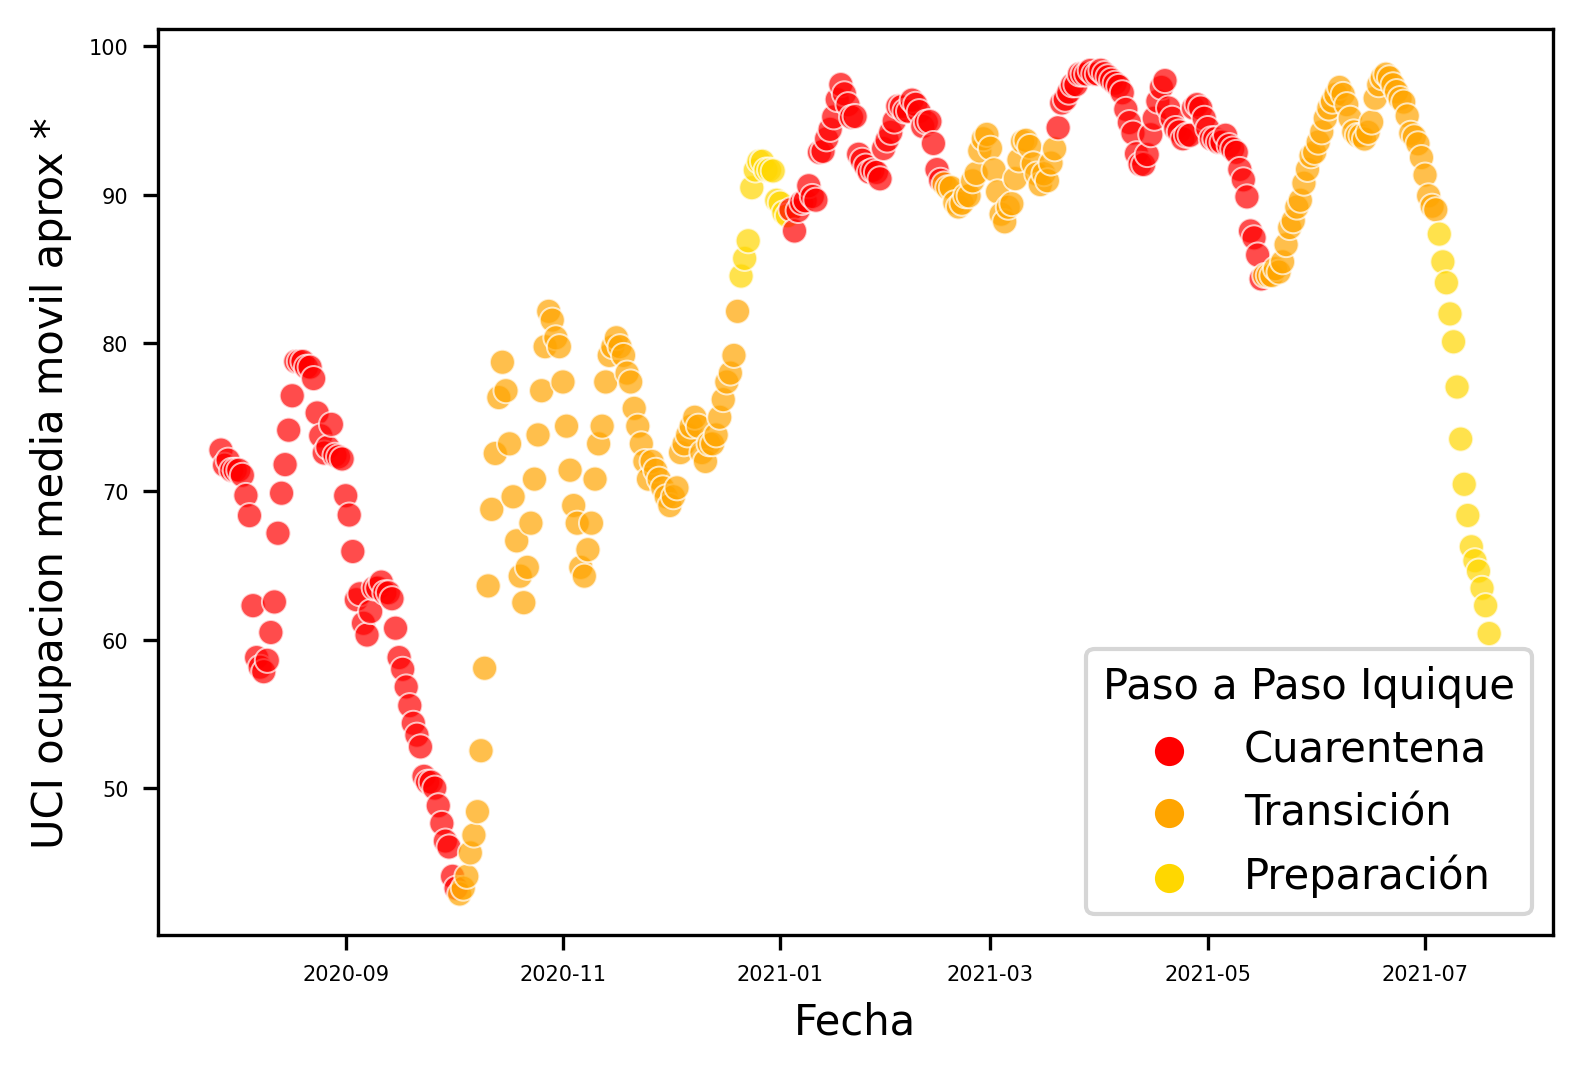 UCI ocupacion media movil aprox *
100
90
80
70
60
50
2020-09
2020-11
2021-01
2021-03
2021-05
2021-07
Fecha
Paso a Paso Iquique
Cuarentena
Transición
Preparación